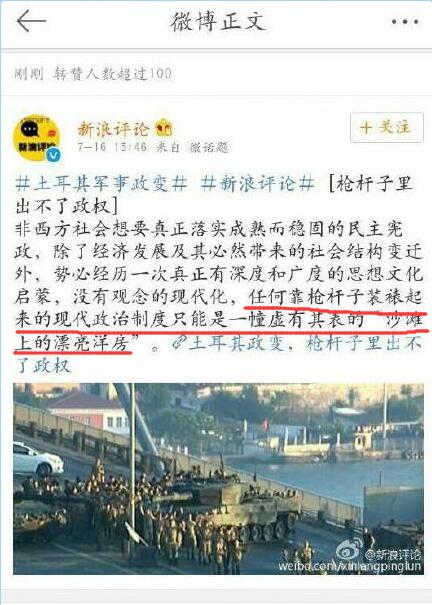 微博正文
刚刚 转赞人数超过100
新浪评论
新浪评论
+ 关注
7-16 13:46 来自 微话题
#土耳其军事政变# #新浪评论# [枪杆子里
出不了政权]
非西方社会想要真正落实成熟而稳固的民主宪
政，除了经济发展及其必然带来的社会结构变迁
外，势必经历一次真正有深度和广度的思想文化
启蒙，没有观念的现代化，任何靠枪杆子装裱起
来的现代政治制度只能是一幢虚有其表的“沙滩
上的漂亮洋房”。土耳其政变，枪杆子里出不
了政权
@新浪评论
weibo.com/xinlangpinglun